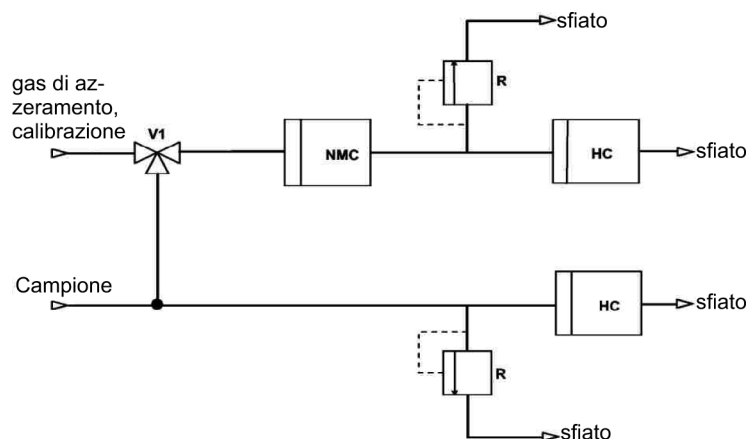 sfiato
gas di az-
zeramento,
calibrazione
R
V1
NMC
HC
sfiato
Campione
HC
sfiato
R
sfiato